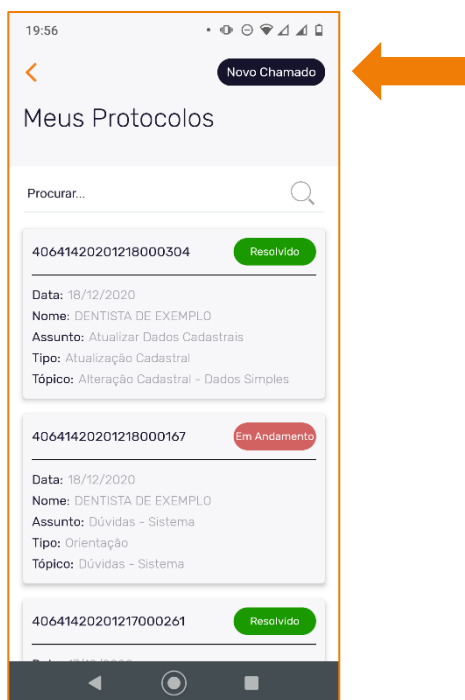 19:56
Novo Chamado
Meus Protocolos
Procurar...
40641420201218000304 Resolvido
Data: 18/12/2020
Nome: DENTISTA DE EXEMPLO
Assunto: Atualizar Dados Cadastrais
Tipo: Atualização Cadastral
Tópico: Alteração Cadastral - Dados Simples
40641420201218000167 Em Andamento
Data: 18/12/2020
Nome: DENTISTA DE EXEMPLO
Assunto: Dúvidas - Sistema
Tipo: Orientação
Tópico: Dúvidas - Sistema
40641420201217000261 Resolvido